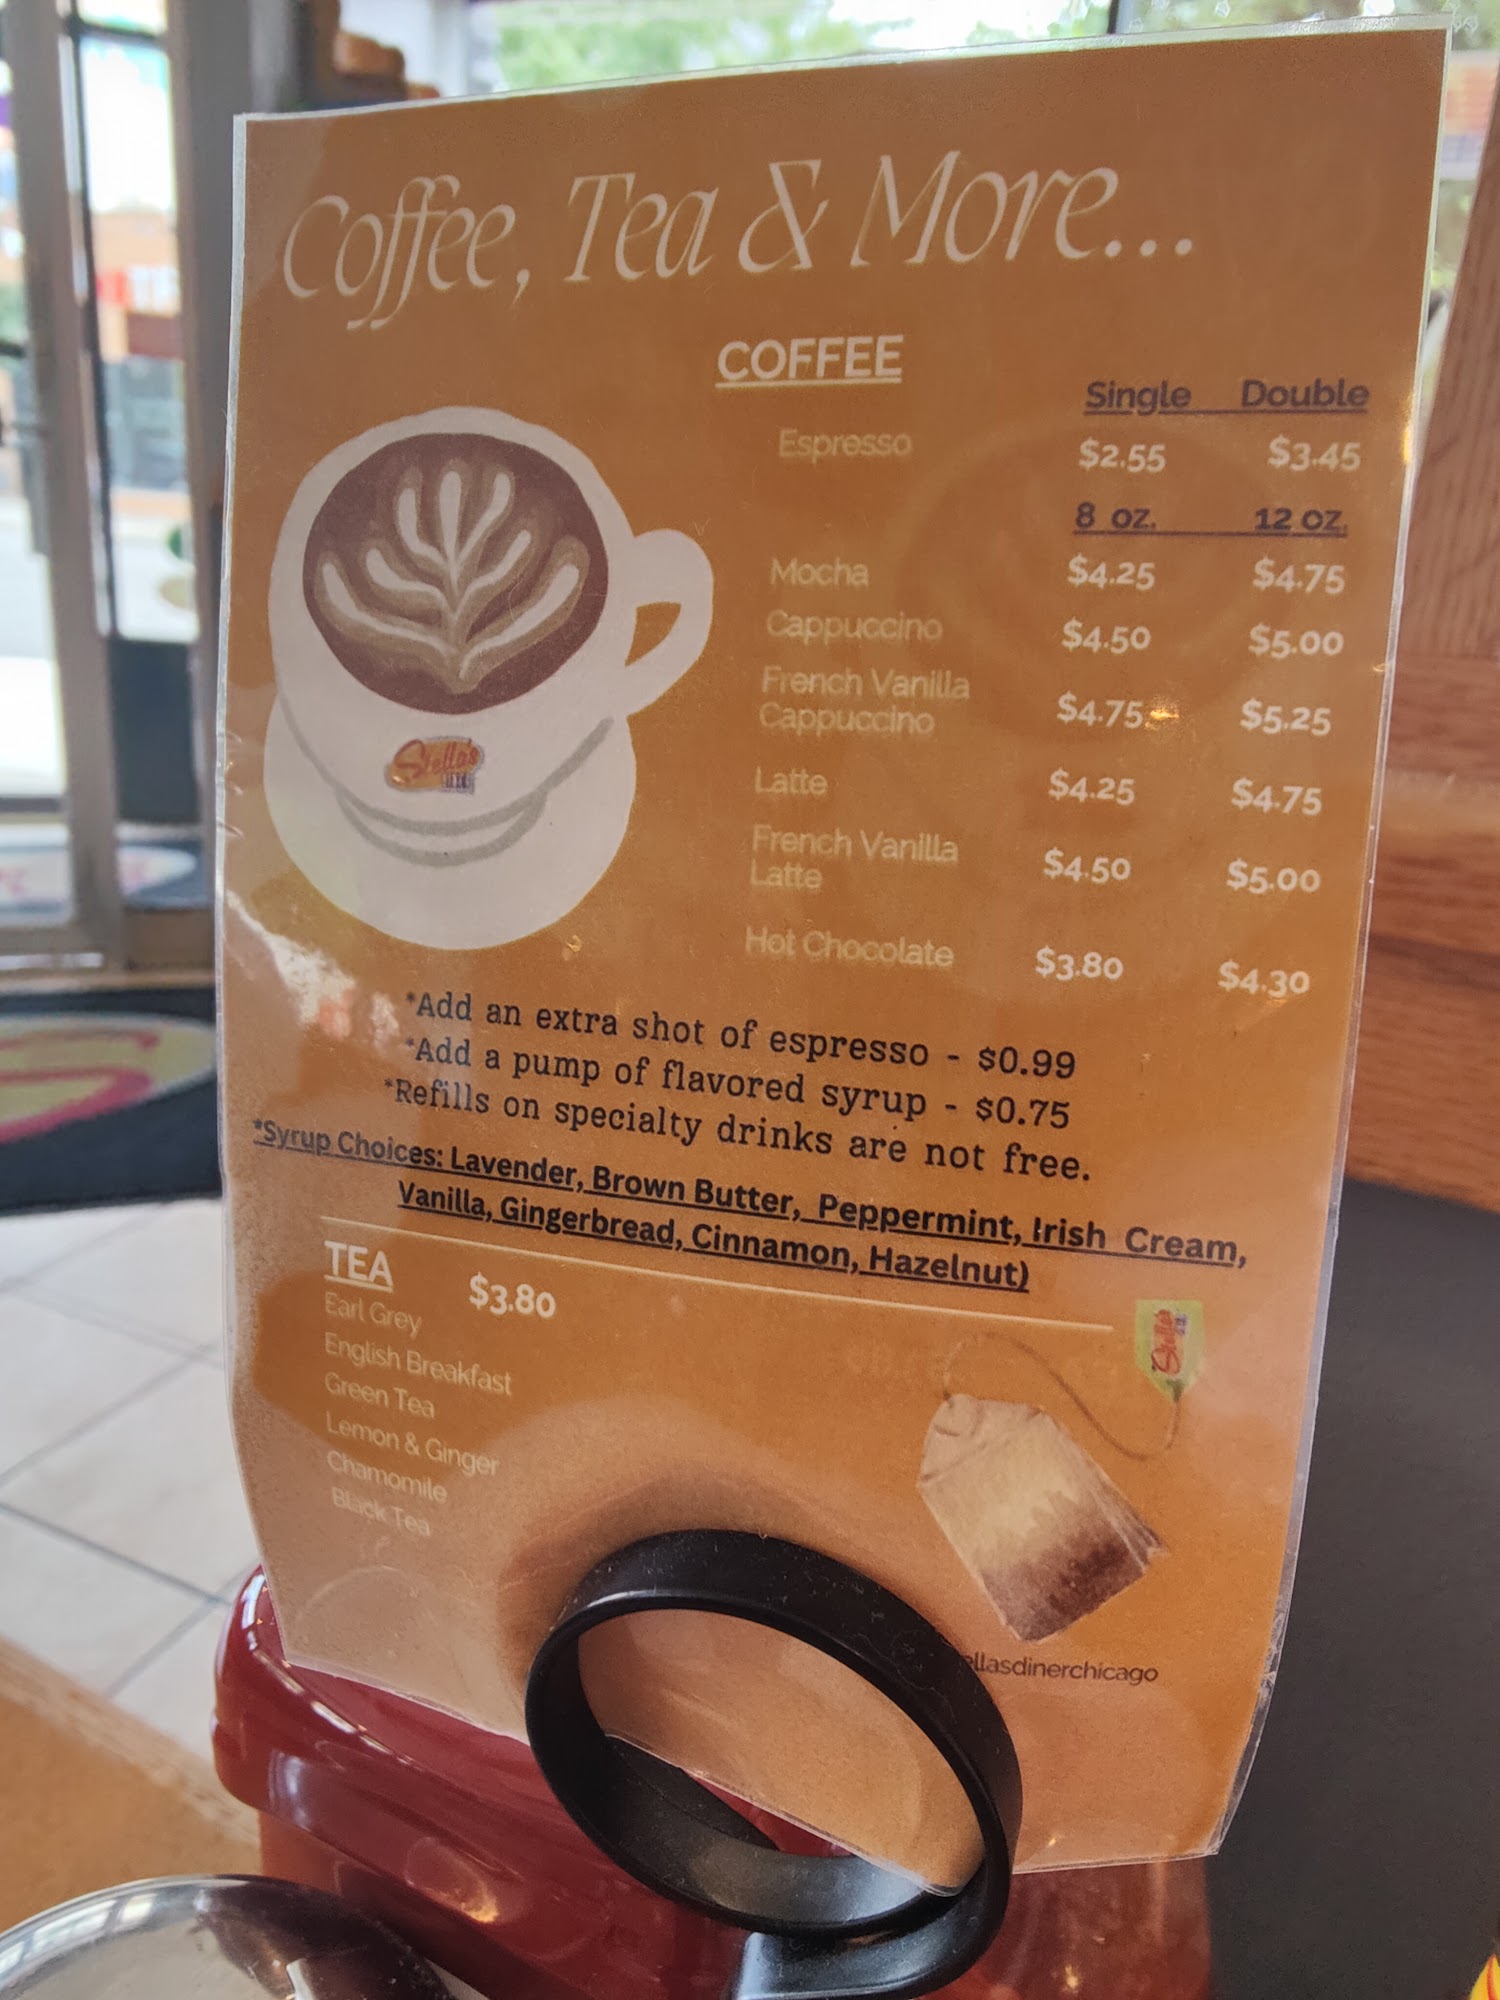 Coffee, Tea & More...
COFFEE
Single Double
Espresso $2.55 $3.45
8 oz. 12 oz.
Mocha $4.25 $4.75
Cappuccino $4.50 $5.00
French Vanilla
Cappuccino $4.75 $5.25
Latte $4.25 $4.75
French Vanilla
Latte $4.50 $5.00
Hot Chocolate $3.80 $4.30
Stella's
*Add an extra shot of espresso - $0.99
*Add a pump of flavored syrup - $0.75
*Refills on specialty drinks are not free.
*Syrup Choices: Lavender, Brown Butter, Peppermint, Irish Cream,
Vanilla, Gingerbread, Cinnamon, Hazelnut)
TEA $3.80
Earl Grey
English Breakfast
Green Tea
Lemon & Ginger
Chamomile
Black Tea
Stella's
llasdinerchicago